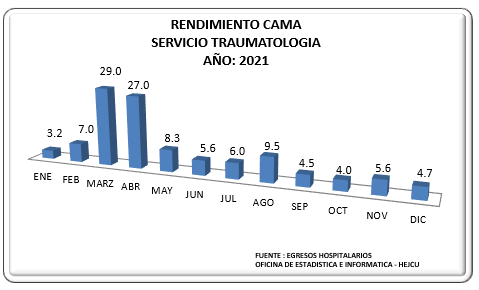 RENDIMIENTO CAMA
SERVICIO TRAUMATOLOGIA
AÑO: 2021
3.2
7.0
29.0
27.0
8.3
5.6
6.0
9.5
4.5
4.0
5.6
4.7
ENE
FEB
MARZ
ABR
MAY
JUN
JUL
AGO
SEP
OCT
NOV
DIC
FUENTE : EGRESOS HOSPITALARIOS
OFICINA DE ESTADISTICA E INFORMATICA - HEJCU